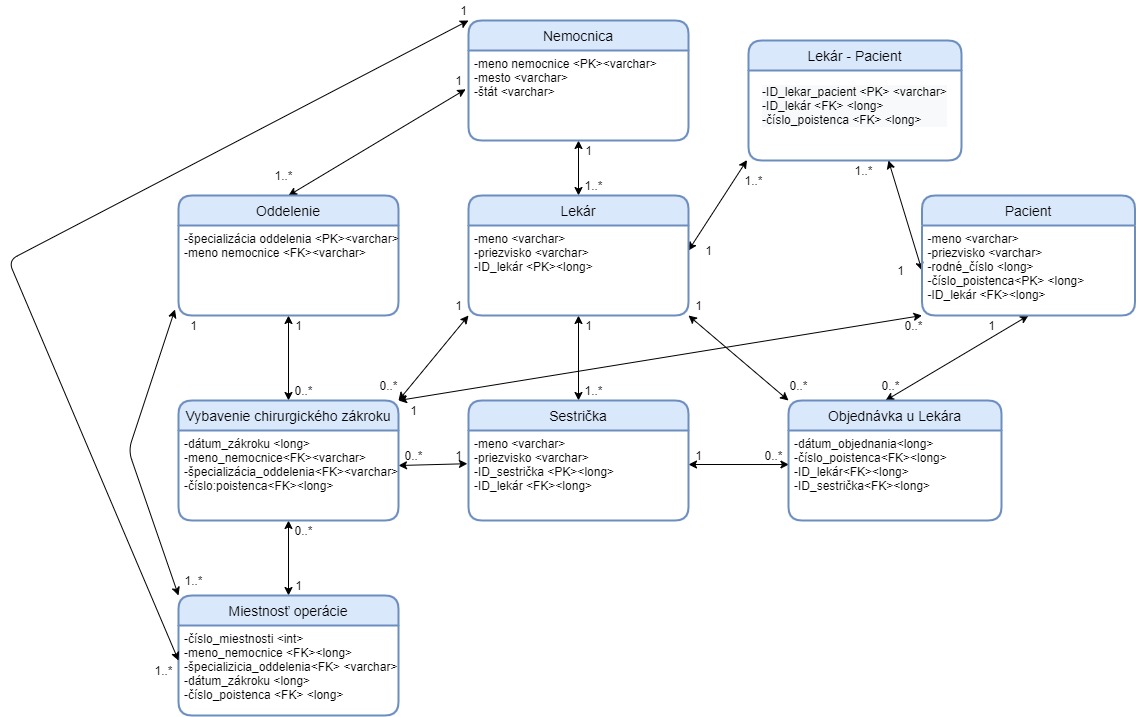 Nemocnica
-meno nemocnice <PK><varchar>
-mesto <varchar>
-štát <varchar>
Lekár - Pacient
-ID_lekar_pacient <PK> <varchar>
-ID_lekár <FK> <long>
-číslo_poistenca <FK> <long>
Oddelenie
-špecializácia oddelenia <PK><varchar>
-meno nemocnice <FK><varchar>
Lekár
-meno <varchar>
-priezvisko <varchar>
-ID_lekár <PK><long>
Pacient
-meno <varchar>
-priezvisko <varchar>
-rodné_číslo <long>
-číslo_poistenca<PK> <long>
-ID_lekár <FK><long>
Vybavenie chirurgického zákroku
-dátum_zákroku <long>
-meno_nemocnice<FK><varchar>
-špecializácia_oddelenia<FK><varchar>
-číslo:poistenca<FK><long>
Sestrička
-meno <varchar>
-priezvisko <varchar>
-ID_sestrička <PK><long>
-ID_lekár <FK><long>
Objednávka u Lekára
-dátum_objednania<long>
-číslo_poistenca<FK><long>
-ID_lekár<FK><long>
-ID_sestrička<FK><long>
Miestnosť operácie
-číslo_miestnosti <int>
-meno_nemocnice <FK><long>
-špecializicia_oddelenia<FK> <varchar>
-dátum_zákroku <long>
-číslo_poistenca <FK> <long>
1
1
1..*
1
1..*
1..*
1
1..*
1
1
1
0..*
1
0..*
1
1..*
1
0..*
0..*
1
1
0..*
0..*
1
1
0..*
0..*
1
1..*
1..*